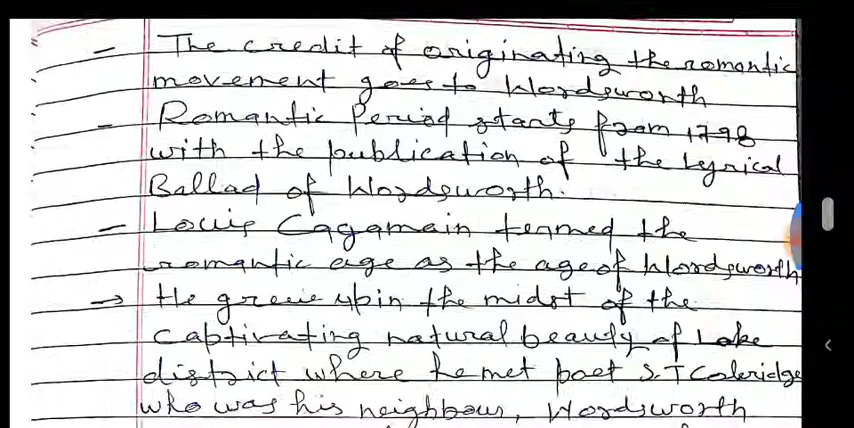 - The credit of originating the romantic
movement goes to Wordsworth
- Romantic Period starts from 1798
with the publication of the Lyrical
Ballad of Wordsworth.
- Louis Cagamain termed the
romantic age as the age of Wordsworth
→ He grew up in the midst of the
captivating natural beauty of Lake
district where he met poet S.T Coleridge
who was his neighbour, Wordsworth